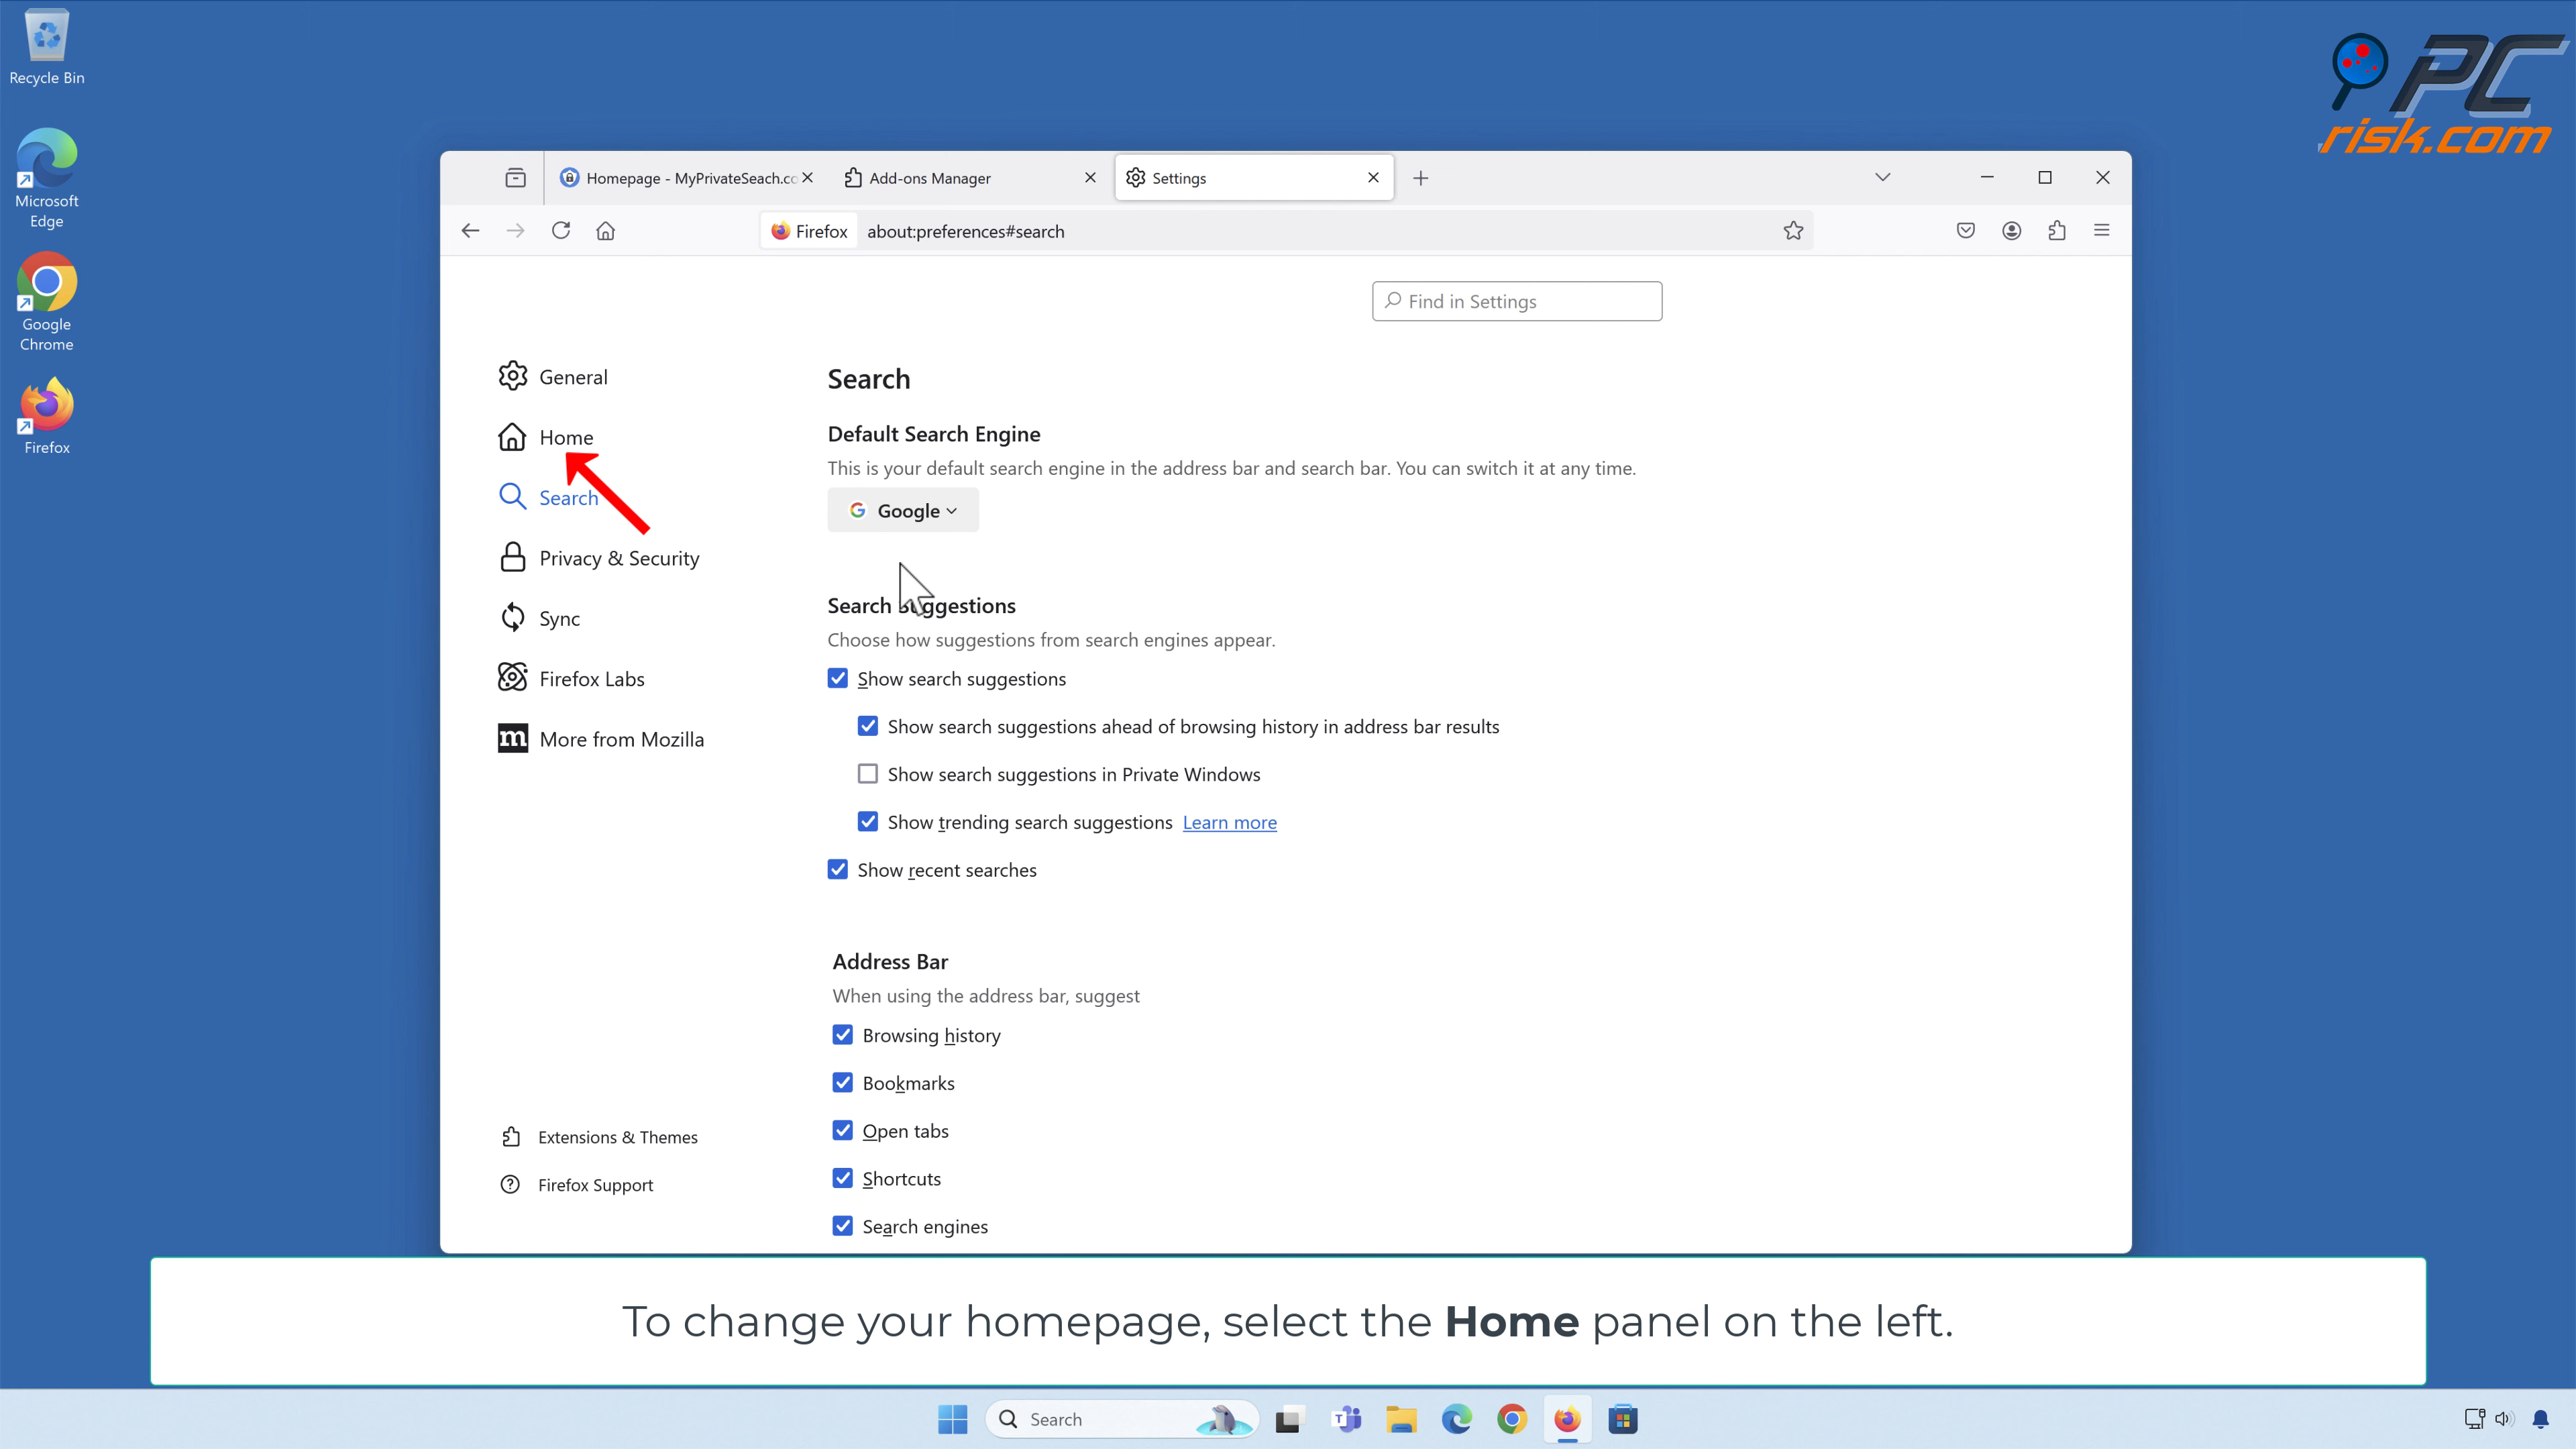 Recycle Bin
Microsoft
Edge
Google
Chrome
Firefox
PC
risk.com
Homepage - MyPrivateSeach.co
Add-ons Manager
Settings
Firefox
about:preferences#search
Find in Settings
General
Home
Search
Privacy & Security
Sync
Firefox Labs
More from Mozilla
Extensions & Themes
Firefox Support
Search
Default Search Engine
This is your default search engine in the address bar and search bar. You can switch it at any time.
Google
Search Suggestions
Choose how suggestions from search engines appear.
Show search suggestions
Show search suggestions ahead of browsing history in address bar results
Show search suggestions in Private Windows
Show trending search suggestions Learn more
Show recent searches
Address Bar
When using the address bar, suggest
Browsing history
Bookmarks
Open tabs
Shortcuts
Search engines
To change your homepage, select the Home panel on the left.
Search